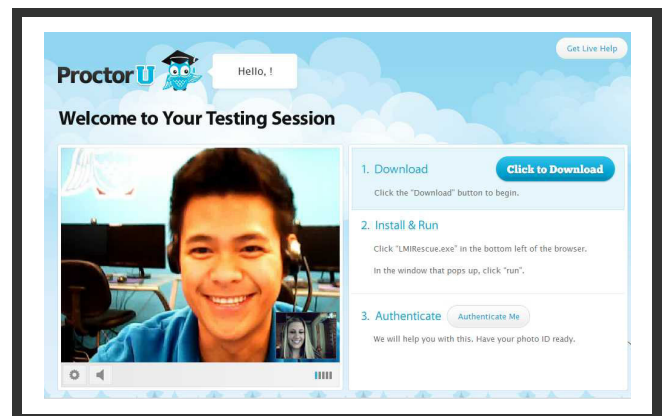 Get Live Help
ProctorU
Hello, !
Welcome to Your Testing Session
1. Download
Click to Download
Click the "Download" button to begin.
2. Install & Run
Click "LMIRescue.exe" in the bottom left of the browser.
In the window that pops up, click "run".
3. Authenticate
Authenticate Me
We will help you with this. Have your photo ID ready.